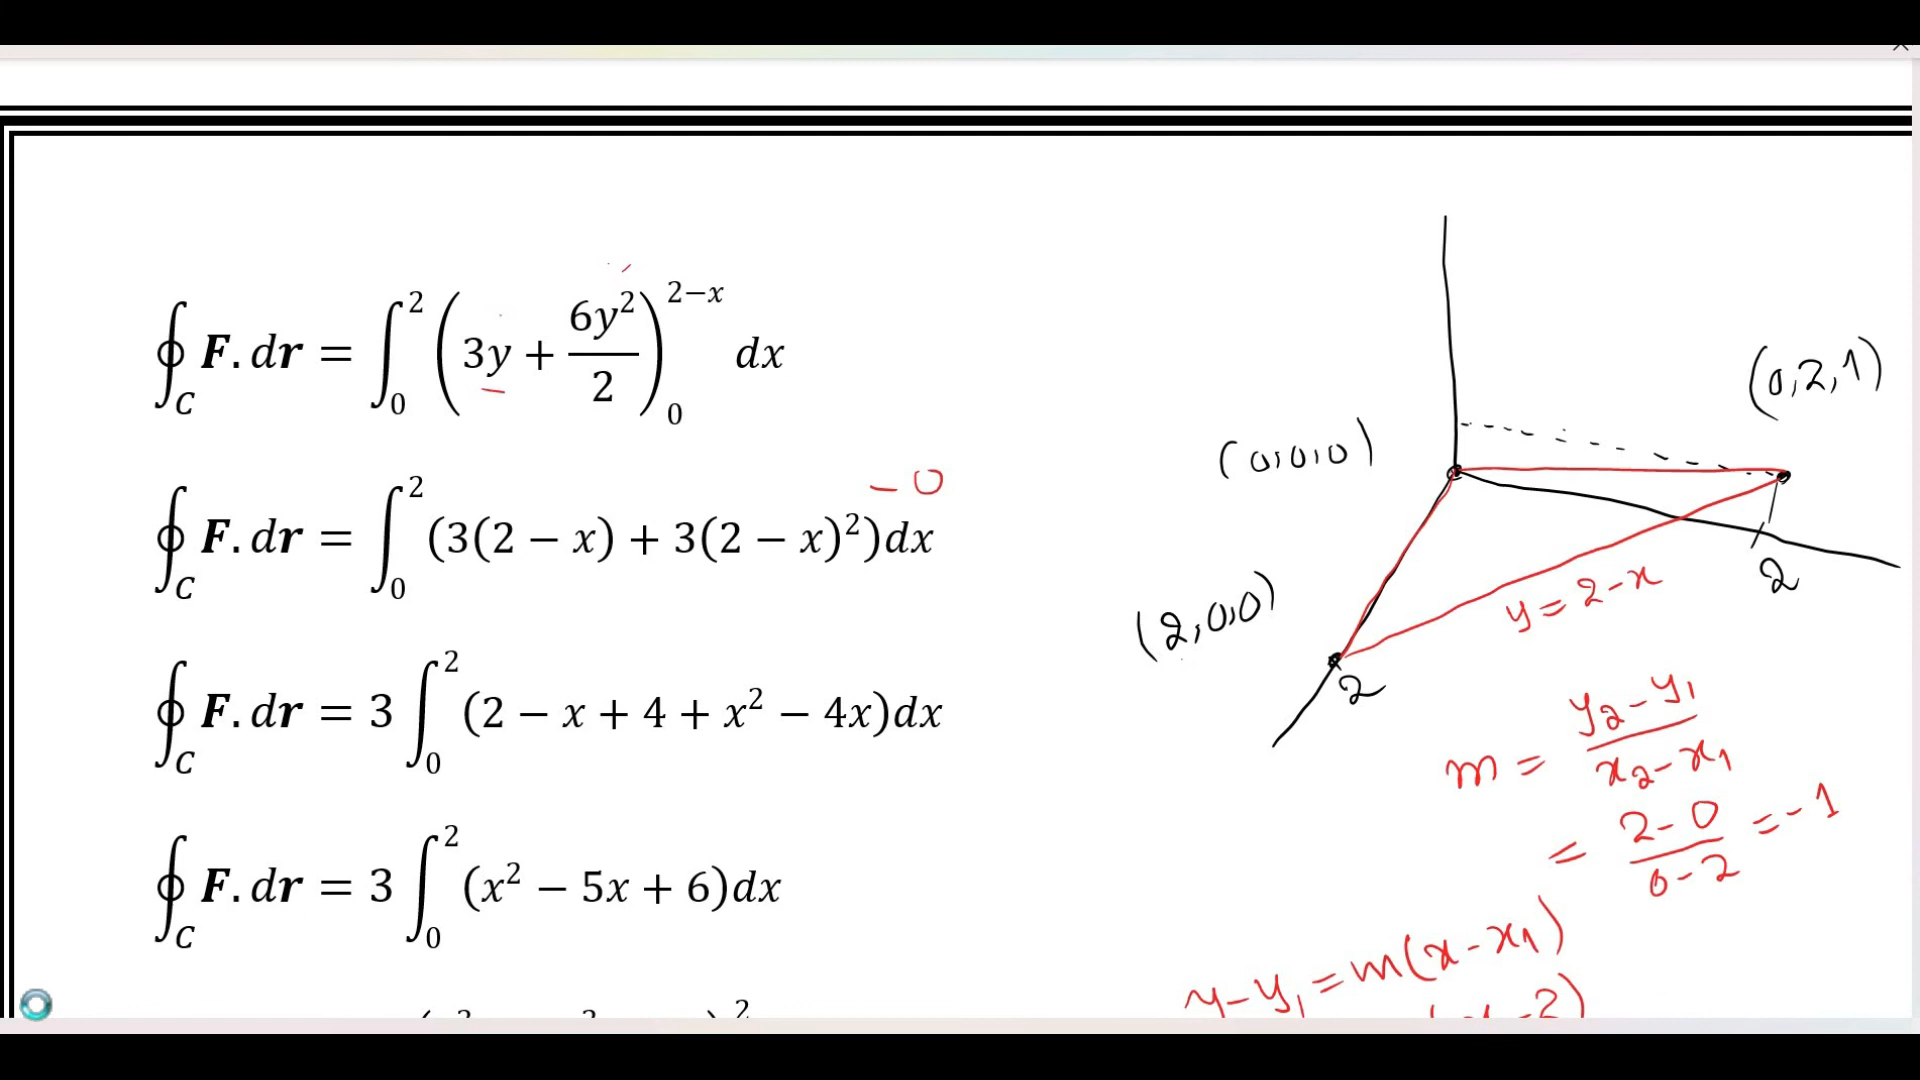 ∮_C F.dr = ∫_0^2 (3y + 6y²/2)_0^{2−x} dx
∮_C F.dr = ∫_0^2 (3(2 − x) + 3(2 − x)²)dx − 0
∮_C F.dr = 3 ∫_0^2 (2 − x + 4 + x² − 4x)dx
∮_C F.dr = 3 ∫_0^2 (x² − 5x + 6)dx
(0,2,1)
(0,0,0)
2
y = 2-x
(2,0,0)
2
m = (y₂ - y₁)/(x₂ - x₁)
= (2-0)/(0-2) = -1
y - y₁ = m(x - x₁)